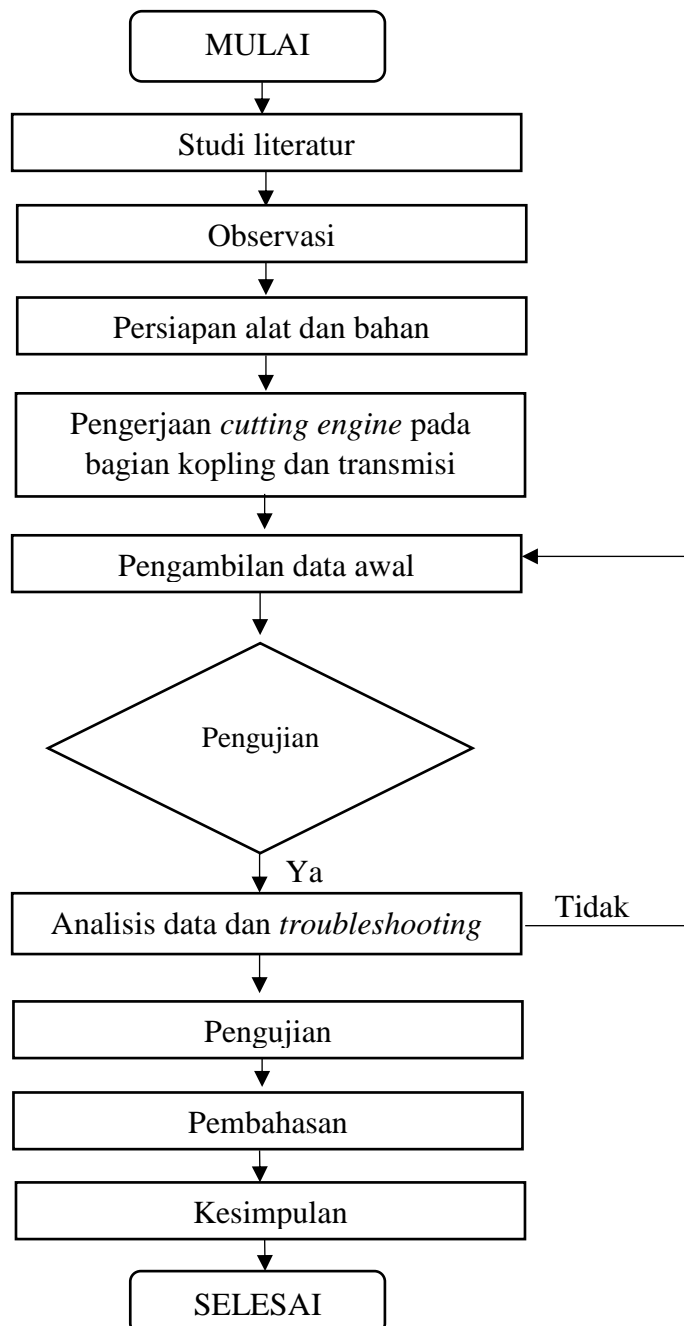 MULAI
Studi literatur
Observasi
Persiapan alat dan bahan
Pengerjaan cutting engine pada
bagian kopling dan transmisi
Pengambilan data awal
Pengujian
Ya
Analisis data dan troubleshooting
Tidak
Pengujian
Pembahasan
Kesimpulan
SELESAI